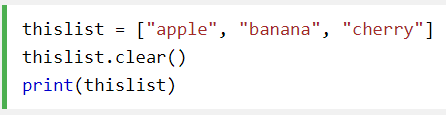 thislist = ["apple", "banana", "cherry"]
thislist.clear()
print(thislist)